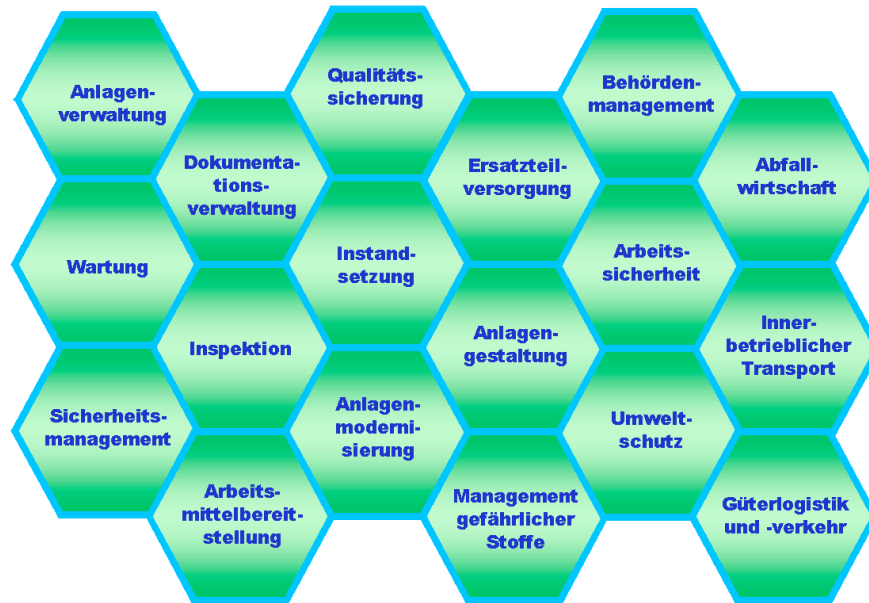 Anlagen-
verwaltung
Qualitäts-
sicherung
Behörden-
management
Dokumenta-
tions-
verwaltung
Ersatzteil-
versorgung
Abfall-
wirtschaft
Wartung
Instand-
setzung
Arbeits-
sicherheit
Inspektion
Anlagen-
gestaltung
Inner-
betrieblicher
Transport
Sicherheits-
management
Anlagen-
moderni-
sierung
Umwelt-
schutz
Arbeits-
mittelbereit-
stellung
Management
gefährlicher
Stoffe
Güterlogistik
und -verkehr